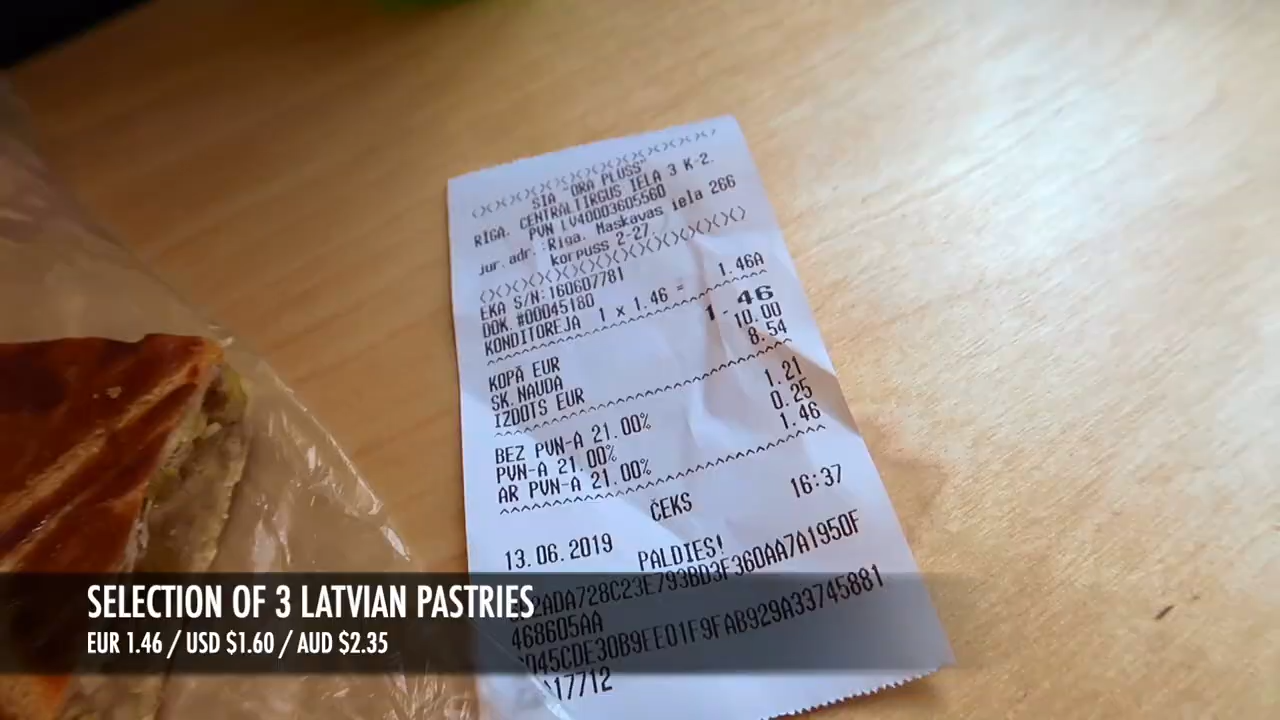 SIA "ORA PLUSS"
RIGA. CENTRALTIRGUS IELA 3 K-2.
PVN LV40003605560
jur. adr.:Riga. Maskavas iela 266
korpuss 2-27
EKA S/N:160607781
DOK. #00045180
KONDITOREJA 1 x 1.46 = 1.46A
KOPĀ EUR 1.46
SK.NAUDA 10.00
IZDOTS EUR 8.54
BEZ PVN-A 21.00% 1.21
PVN-A 21.00% 0.25
AR PVN-A 21.00% 1.46
ČEKS
13.06.2019 16:37
PALDIES!
2ADA728C23E793BD3F360AA7A1950F
468605AA
045CDE30B9FE01F9FAB929A33745881
17712
SELECTION OF 3 LATVIAN PASTRIES
EUR 1.46 / USD $1.60 / AUD $2.35